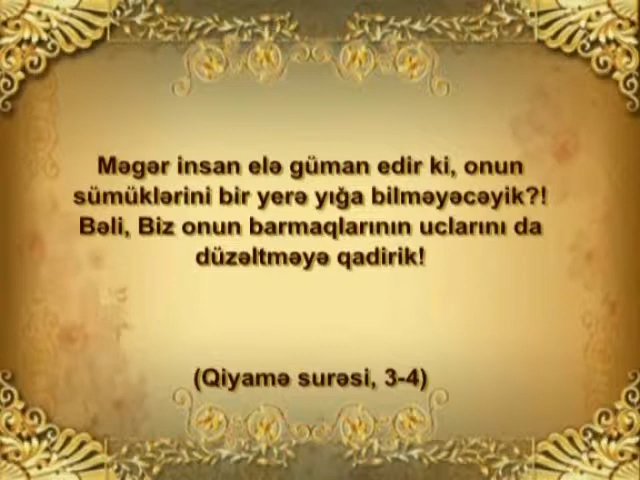 Məgər insan elə güman edir ki, onun
sümüklərini bir yerə yığa bilməyəcəyik?!
Bəli, Biz onun barmaqlarının uclarını da
düzəltməyə qadirik!
(Qiyamə surəsi, 3-4)